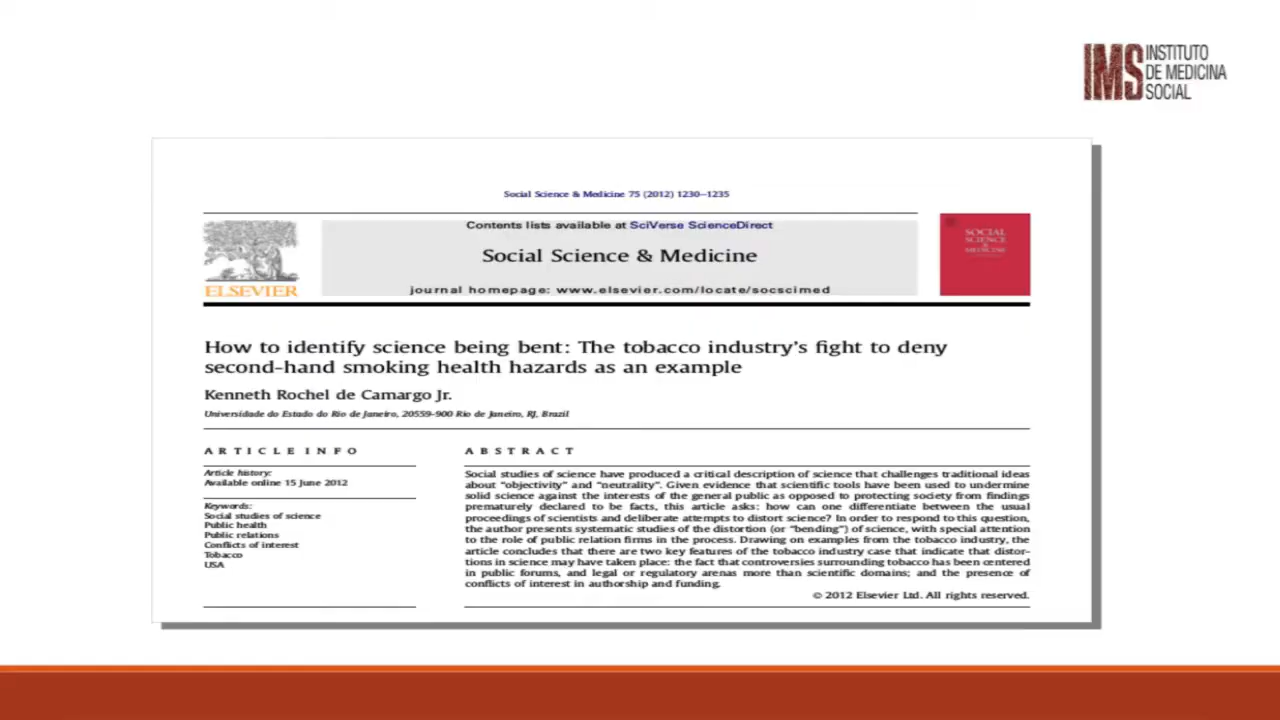 IMS INSTITUTO
DE MEDICINA
SOCIAL
Social Science & Medicine 75 (2012) 1230–1235
Contents lists available at SciVerse ScienceDirect
Social Science & Medicine
journal homepage: www.elsevier.com/locate/socscimed
ELSEVIER
SOCIAL
SCIENCE
&
MEDICINE
How to identify science being bent: The tobacco industry's fight to deny
second-hand smoking health hazards as an example
Kenneth Rochel de Camargo Jr.
Universidade do Estado do Rio de Janeiro, 20559-900 Rio de Janeiro, RJ, Brazil
ARTICLE INFO
Article history:
Available online 15 June 2012
Keywords:
Social studies of science
Public health
Public relations
Conflicts of interest
Tobacco
USA
ABSTRACT
Social studies of science have produced a critical description of science that challenges traditional ideas
about “objectivity” and “neutrality”. Given evidence that scientific tools have been used to undermine
solid science against the interests of the general public as opposed to protecting society from findings
prematurely declared to be facts, this article asks: how can one differentiate between the usual
proceedings of scientists and deliberate attempts to distort science? In order to respond to this question,
the author presents systematic studies of the distortion (or “bending”) of science, with special attention
to the role of public relation firms in the process. Drawing on examples from the tobacco industry, the
article concludes that there are two key features of the tobacco industry case that indicate that distor-
tions in science may have taken place: the fact that controversies surrounding tobacco has been centered
in public forums, and legal or regulatory arenas more than scientific domains; and the presence of
conflicts of interest in authorship and funding.
© 2012 Elsevier Ltd. All rights reserved.